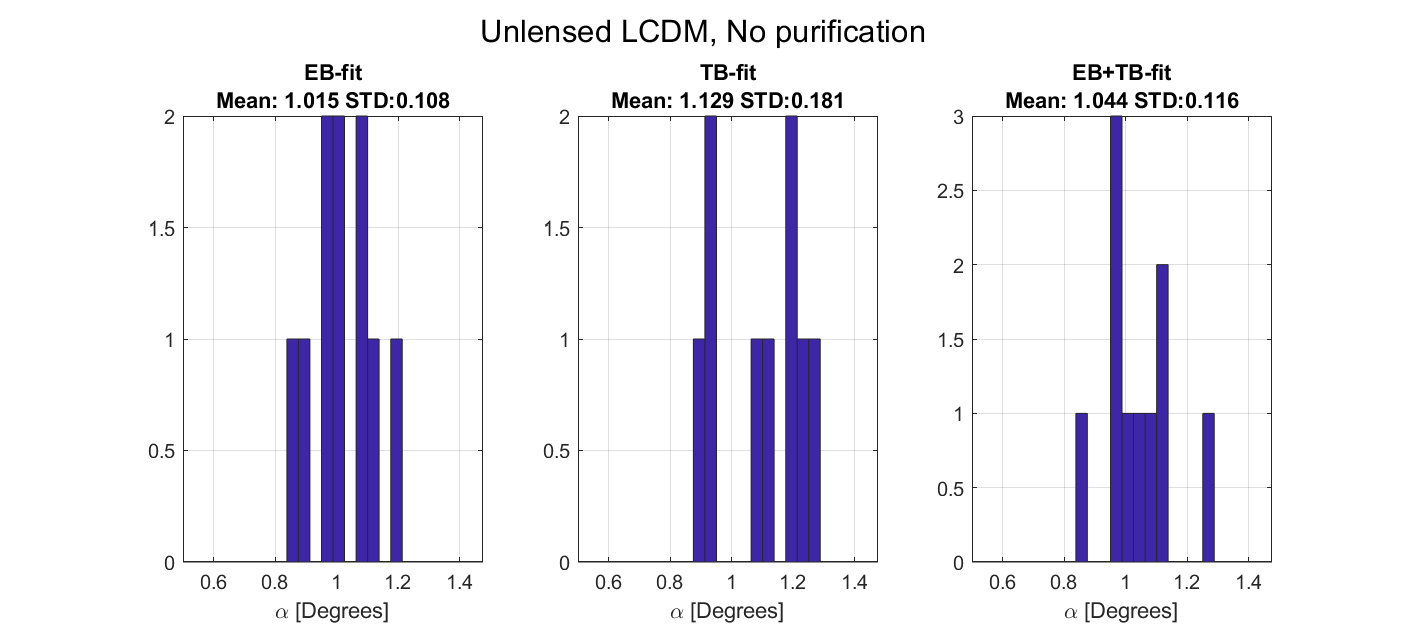 Unlensed LCDM, No purification
EB-fit
Mean: 1.015 STD:0.108
2
1.5
1
0.5
0
0.6 0.8 1 1.2 1.4
α [Degrees]
TB-fit
Mean: 1.129 STD:0.181
2
1.5
1
0.5
0
0.6 0.8 1 1.2 1.4
α [Degrees]
EB+TB-fit
Mean: 1.044 STD:0.116
3
2.5
2
1.5
1
0.5
0
0.6 0.8 1 1.2 1.4
α [Degrees]